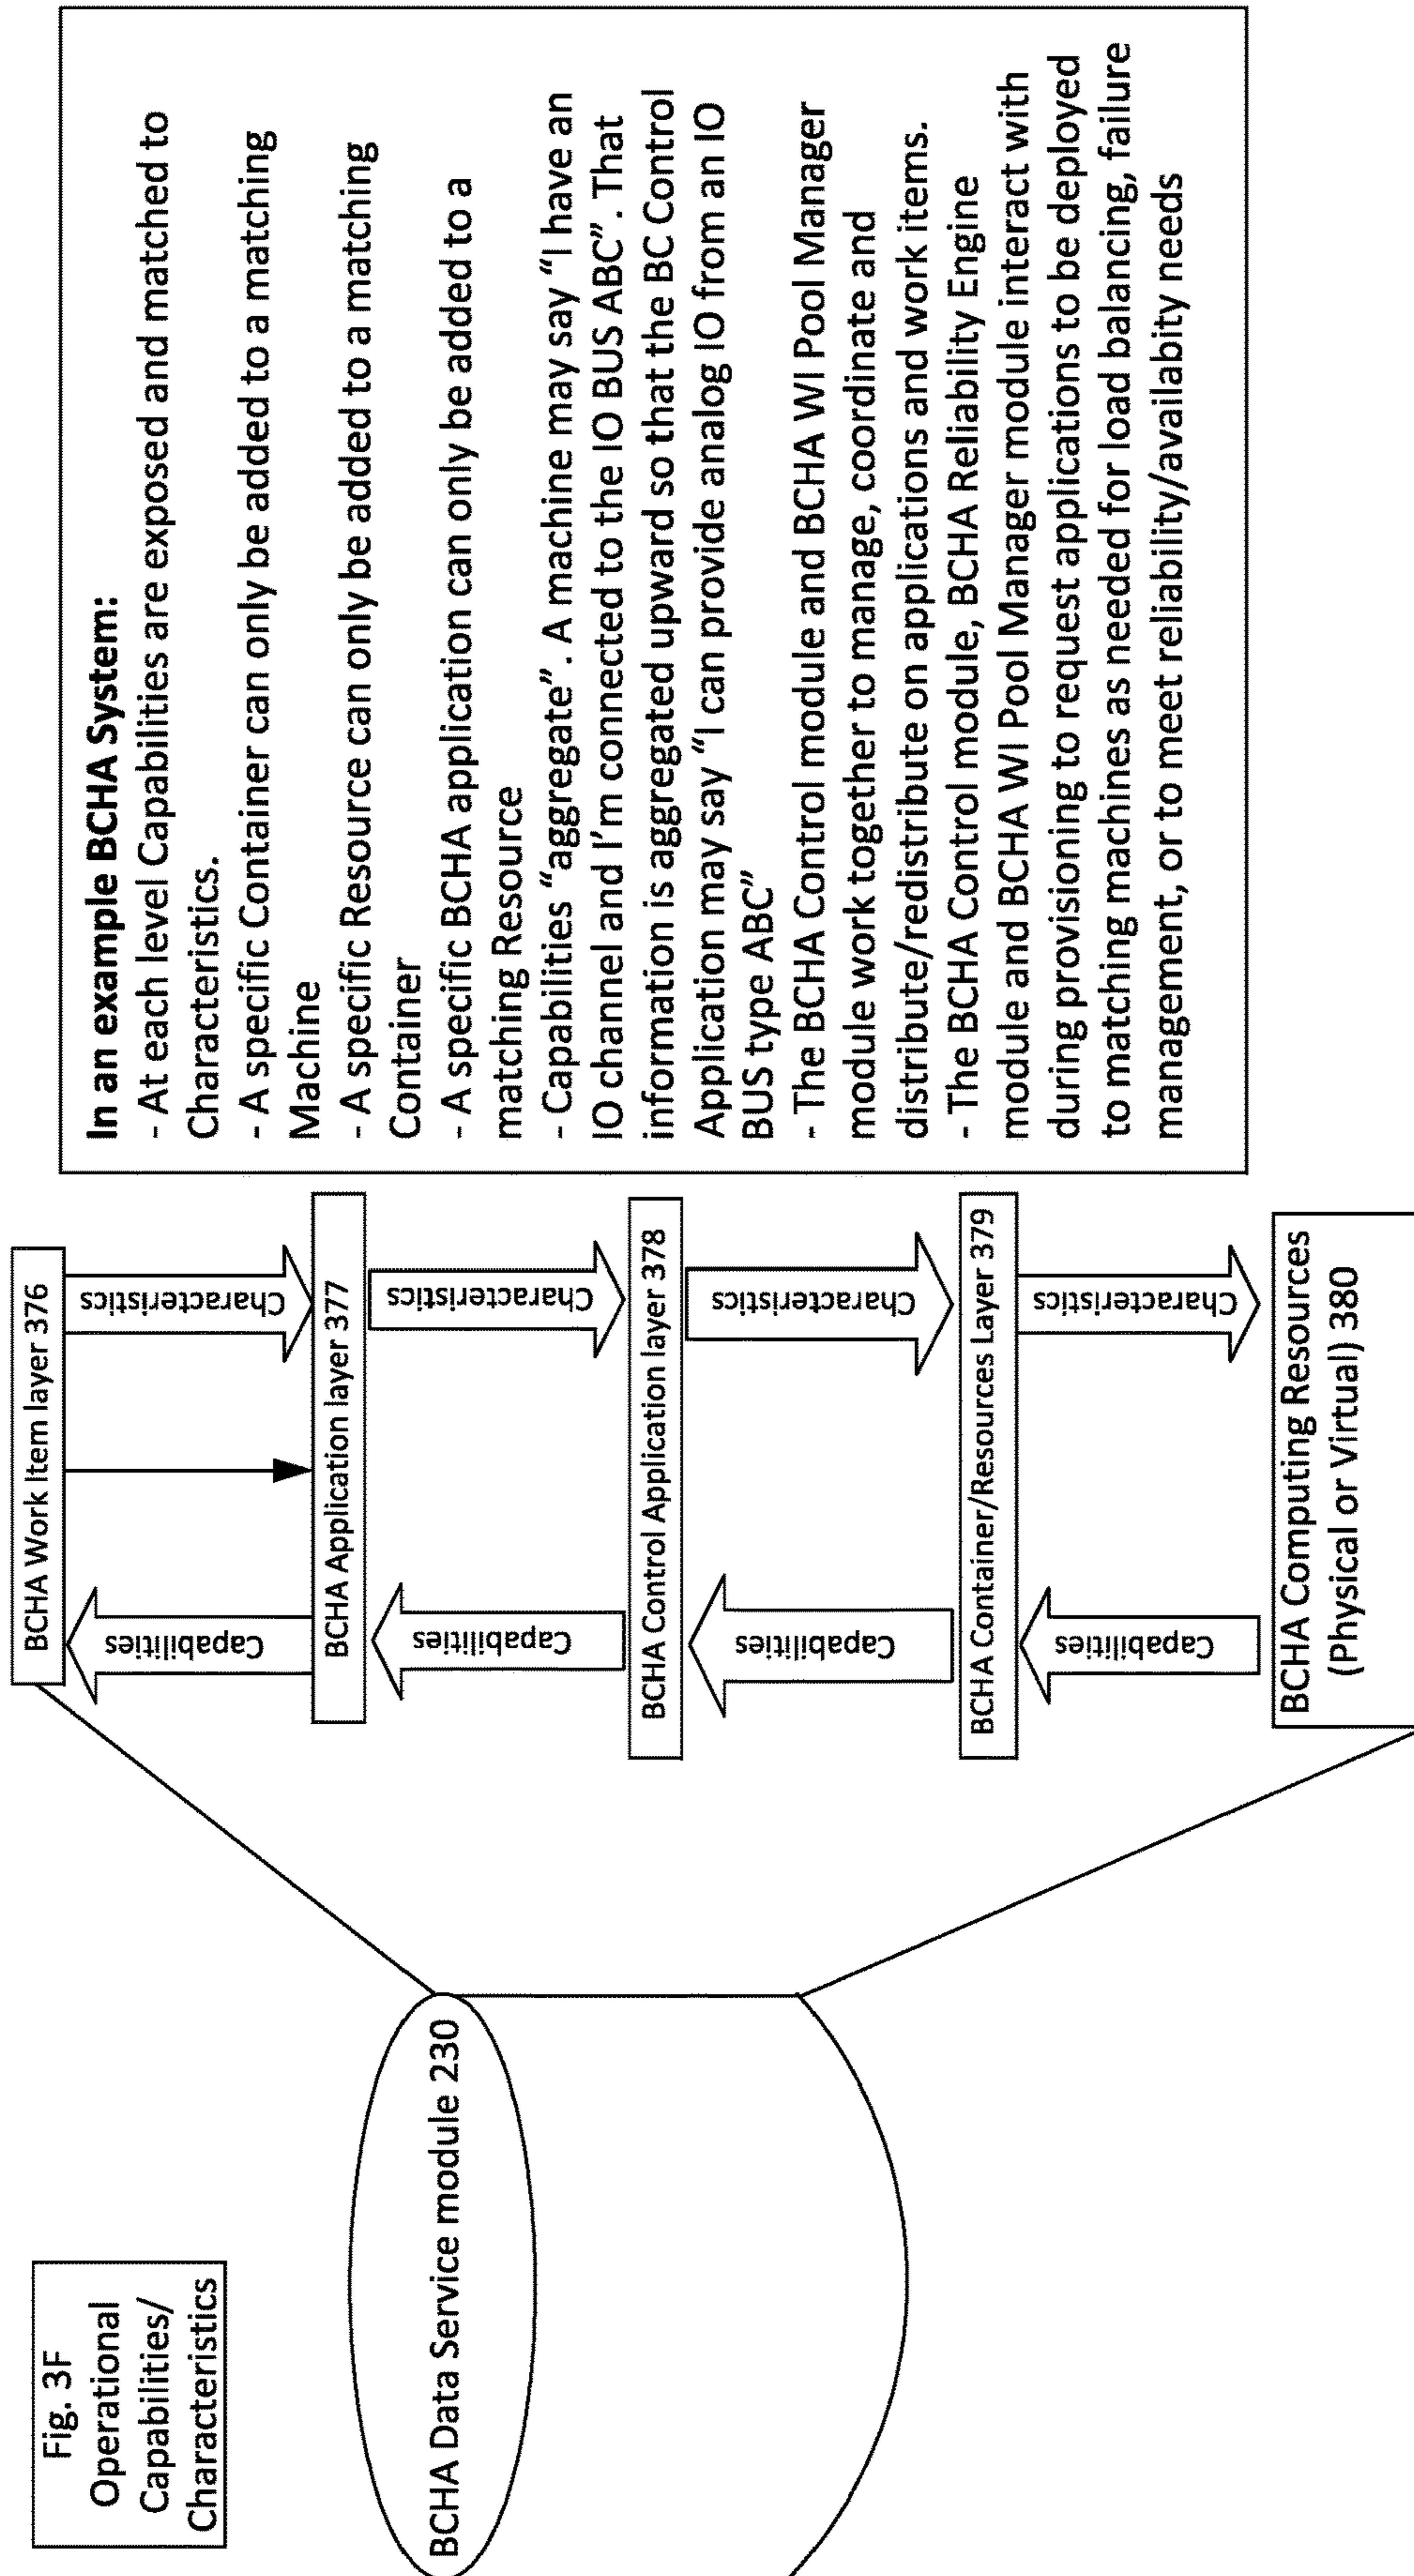 Fig. 3F
Operational
Capabilities/
Characteristics
BCHA Data Service module 230
BCHA Work Item layer 376
Capabilities
Characteristics
BCHA Application layer 377
Capabilities
Characteristics
BCHA Control Application layer 378
Capabilities
Characteristics
BCHA Container/Resources Layer 379
Capabilities
Characteristics
BCHA Computing Resources
(Physical or Virtual) 380
In an example BCHA System:
- At each level Capabilities are exposed and matched to
Characteristics.
- A specific Container can only be added to a matching
Machine
- A specific Resource can only be added to a matching
Container
- A specific BCHA application can only be added to a
matching Resource
- Capabilities “aggregate”. A machine may say “I have an
IO channel and I’m connected to the IO BUS ABC”. That
information is aggregated upward so that the BC Control
Application may say “I can provide analog IO from an IO
BUS type ABC”
- The BCHA Control module and BCHA WI Pool Manager
module work together to manage, coordinate and
distribute/redistribute on applications and work items.
- The BCHA Control module, BCHA Reliability Engine
module and BCHA WI Pool Manager module interact with
during provisioning to request applications to be deployed
to matching machines as needed for load balancing, failure
management, or to meet reliability/availabity needs